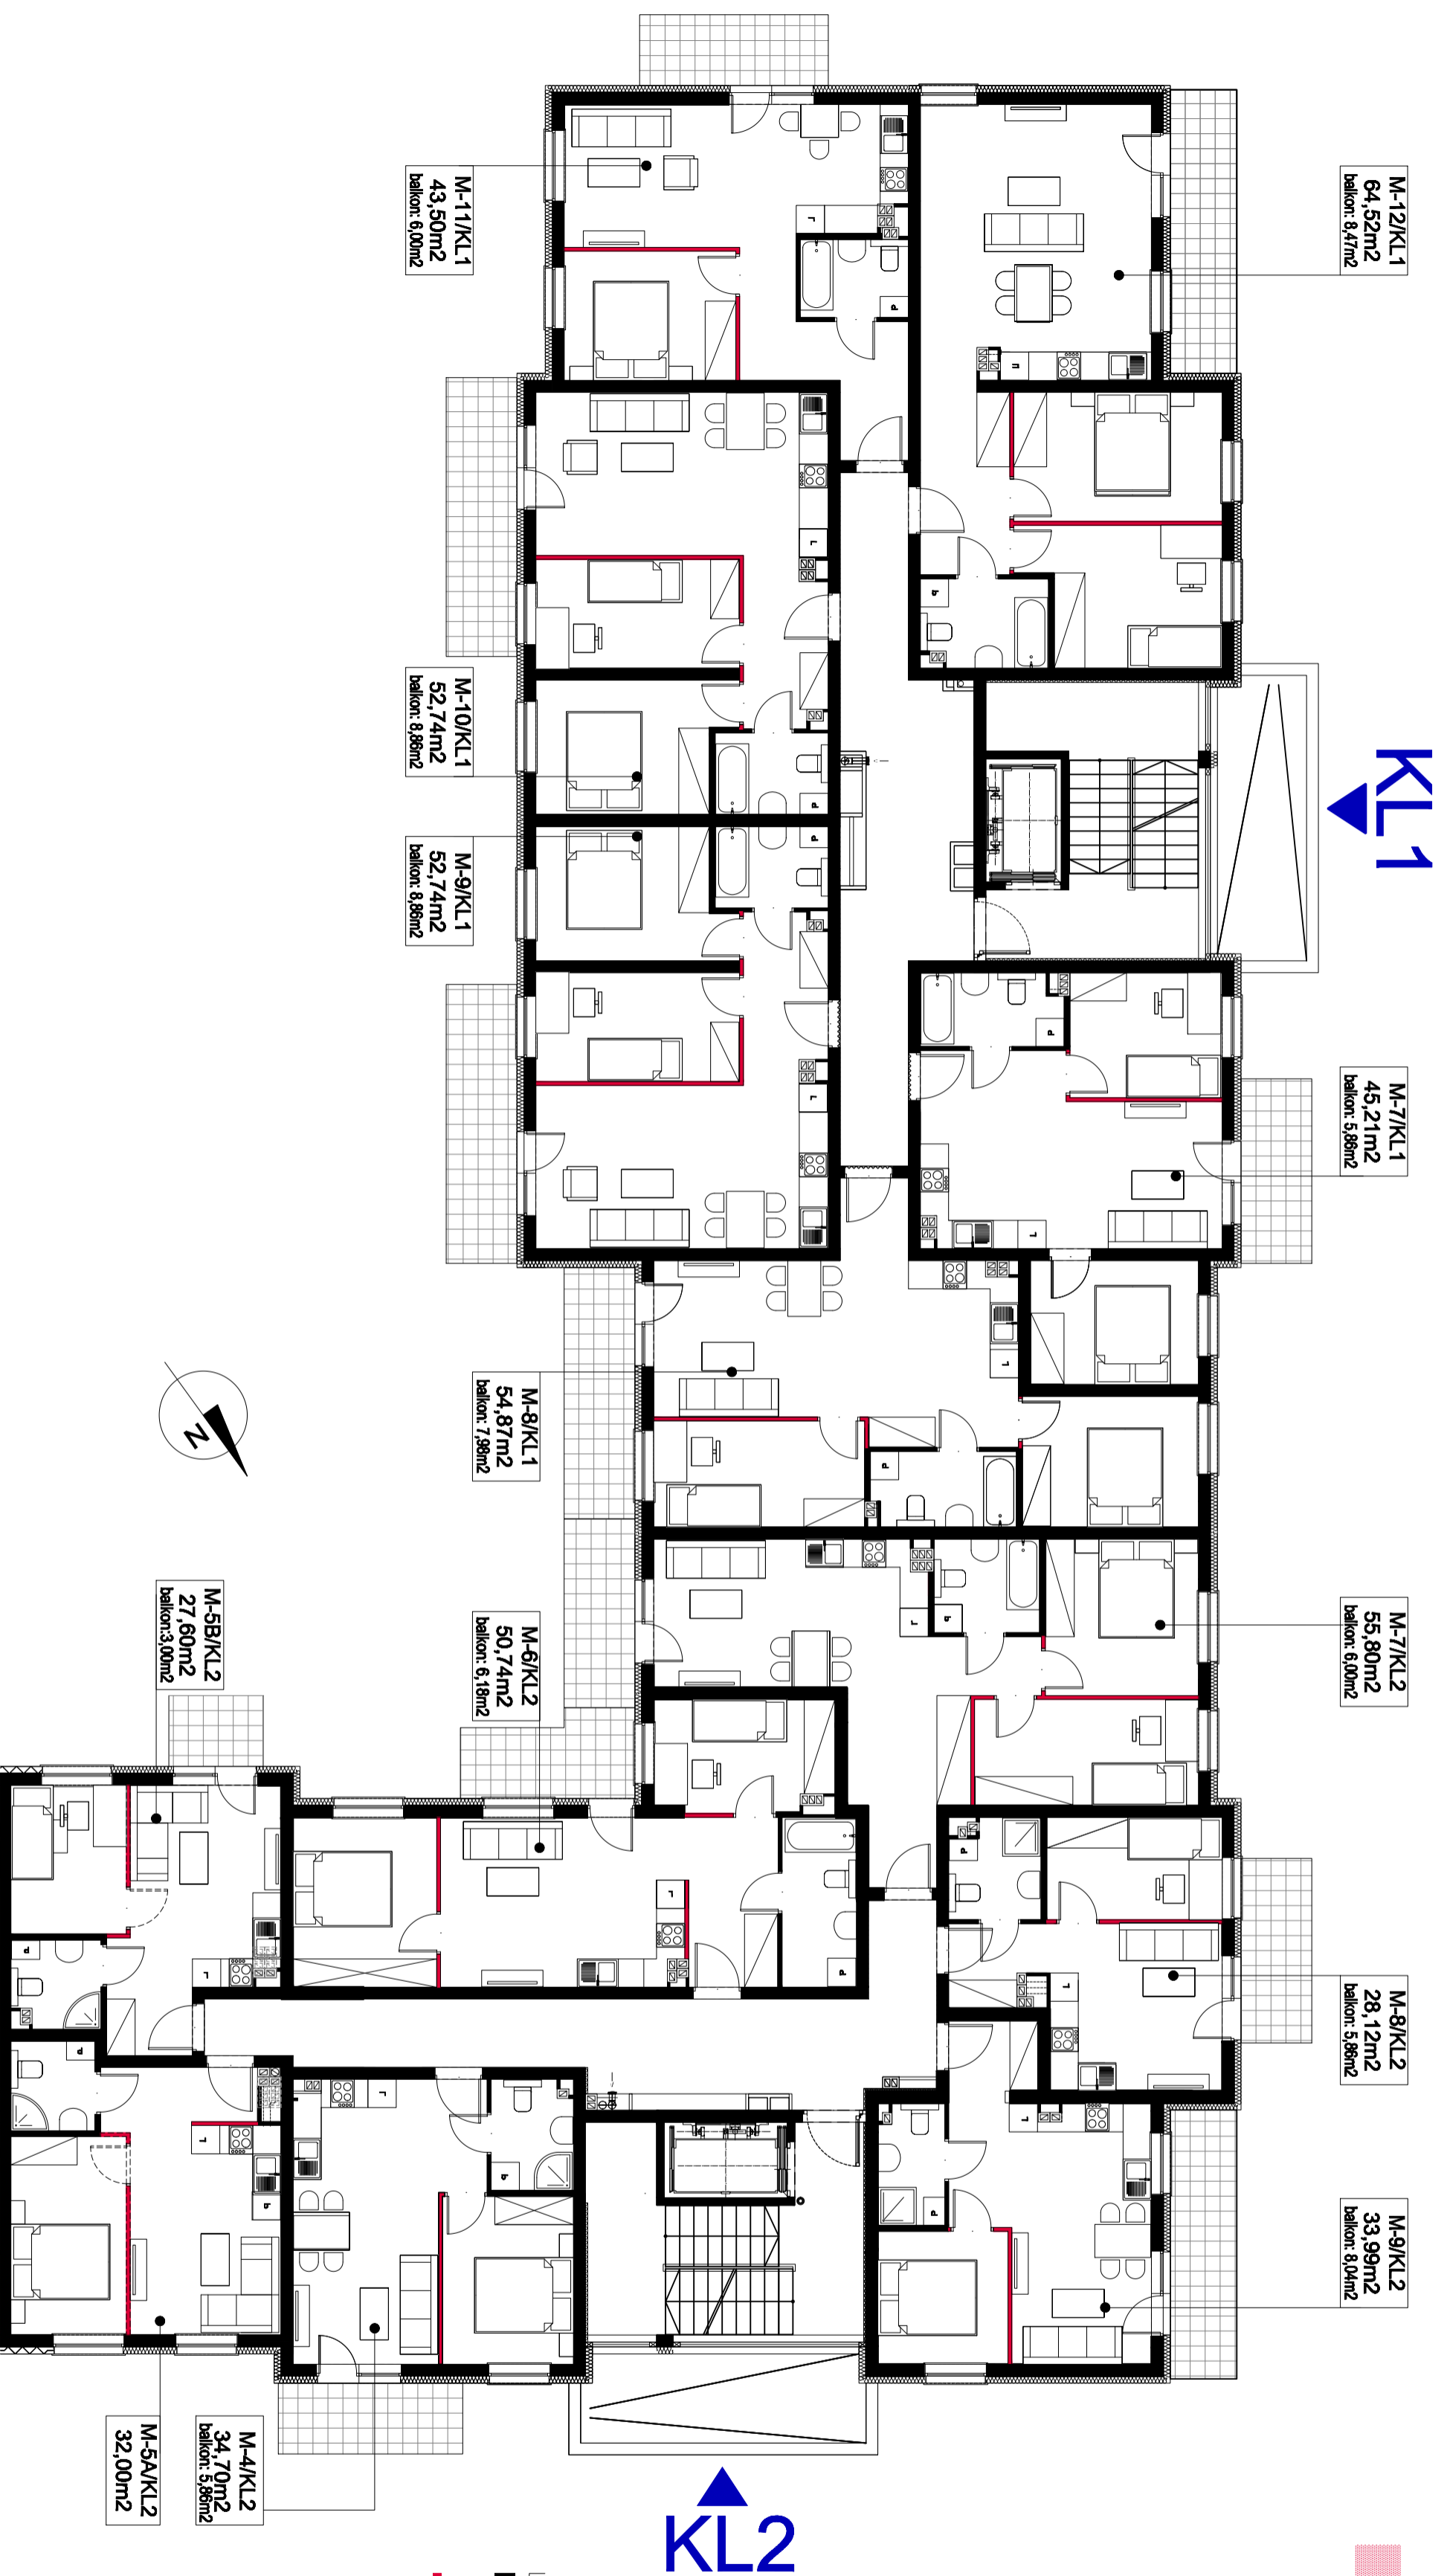 KL1
M-12/KL1
64,52m2
balkon: 8,47m2
M-11/KL1
43,50m2
balkon: 6,00m2
M-10/KL1
52,74m2
balkon: 8,86m2
M-9/KL1
52,74m2
balkon: 8,86m2
M-7/KL1
45,21m2
balkon: 5,86m2
M-8/KL1
54,87m2
balkon: 7,98m2
N
M-7/KL2
55,80m2
balkon: 6,00m2
M-6/KL2
50,74m2
balkon: 6,18m2
M-5B/KL2
27,60m2
balkon:3,00m2
M-8/KL2
28,12m2
balkon: 5,86m2
M-9/KL2
33,99m2
balkon: 8,04m2
M-4/KL2
34,70m2
balkon: 5,86m2
M-5A/KL2
32,00m2
KL2